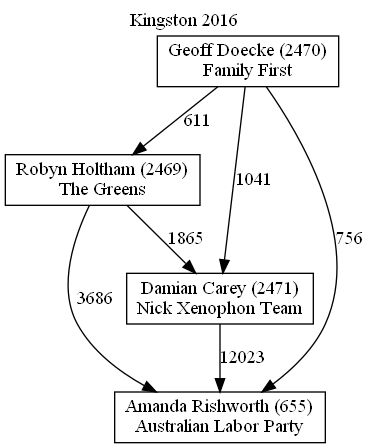 Kingston 2016
Geoff Doecke (2470)
Family First
611
Robyn Holtham (2469)
The Greens
1041
756
1865
3686
Damian Carey (2471)
Nick Xenophon Team
12023
Amanda Rishworth (655)
Australian Labor Party